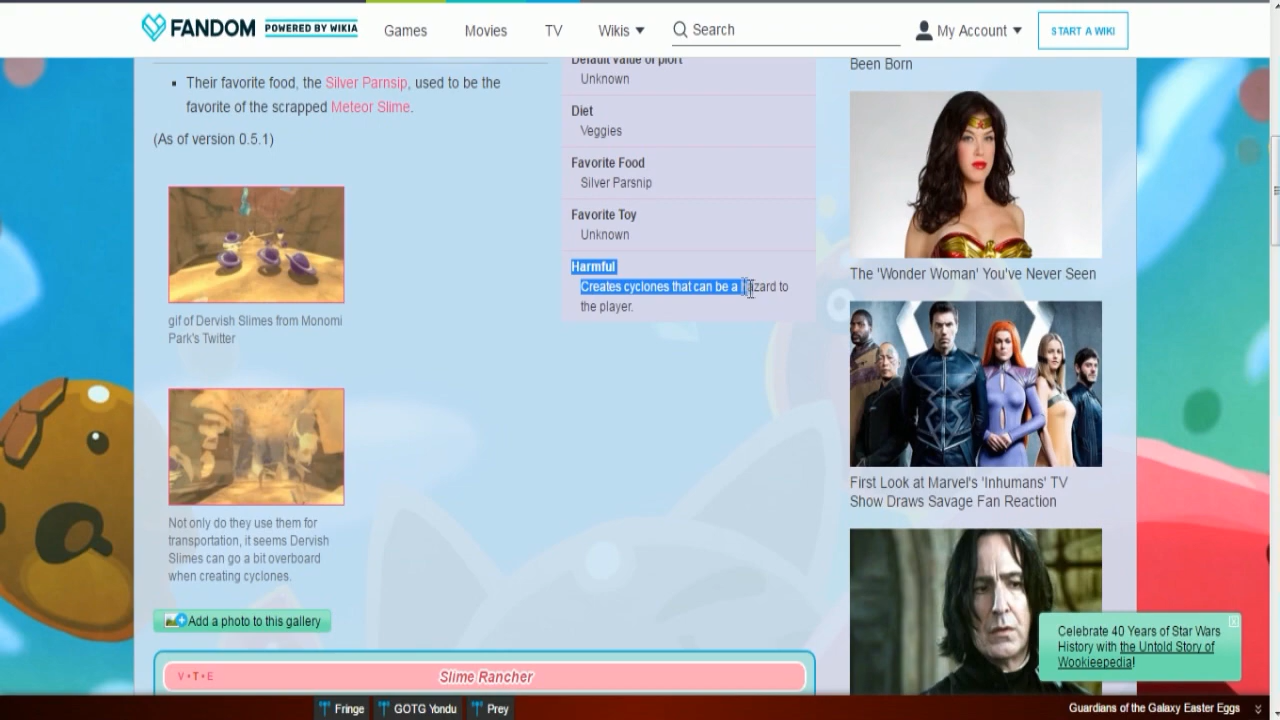 FANDOM POWERED BY WIKIA Games Movies TV Wikis Search My Account START A WIKI
Their favorite food, the Silver Parnsip, used to be the
favorite of the scrapped Meteor Slime.
(As of version 0.5.1)
gif of Dervish Slimes from Monomi
Park's Twitter
Not only do they use them for
transportation, it seems Dervish
Slimes can go a bit overboard
when creating cyclones.
Add a photo to this gallery
V • T • E Slime Rancher
Default value of plort
Unknown
Diet
Veggies
Favorite Food
Silver Parsnip
Favorite Toy
Unknown
Harmful
Creates cyclones that can be a izard to
the player.
Been Born
The 'Wonder Woman' You've Never Seen
First Look at Marvel's 'Inhumans' TV
Show Draws Savage Fan Reaction
Celebrate 40 Years of Star Wars
History with the Untold Story of
Wookieepedia!
Fringe GOTG Yondu Prey Guardians of the Galaxy Easter Eggs